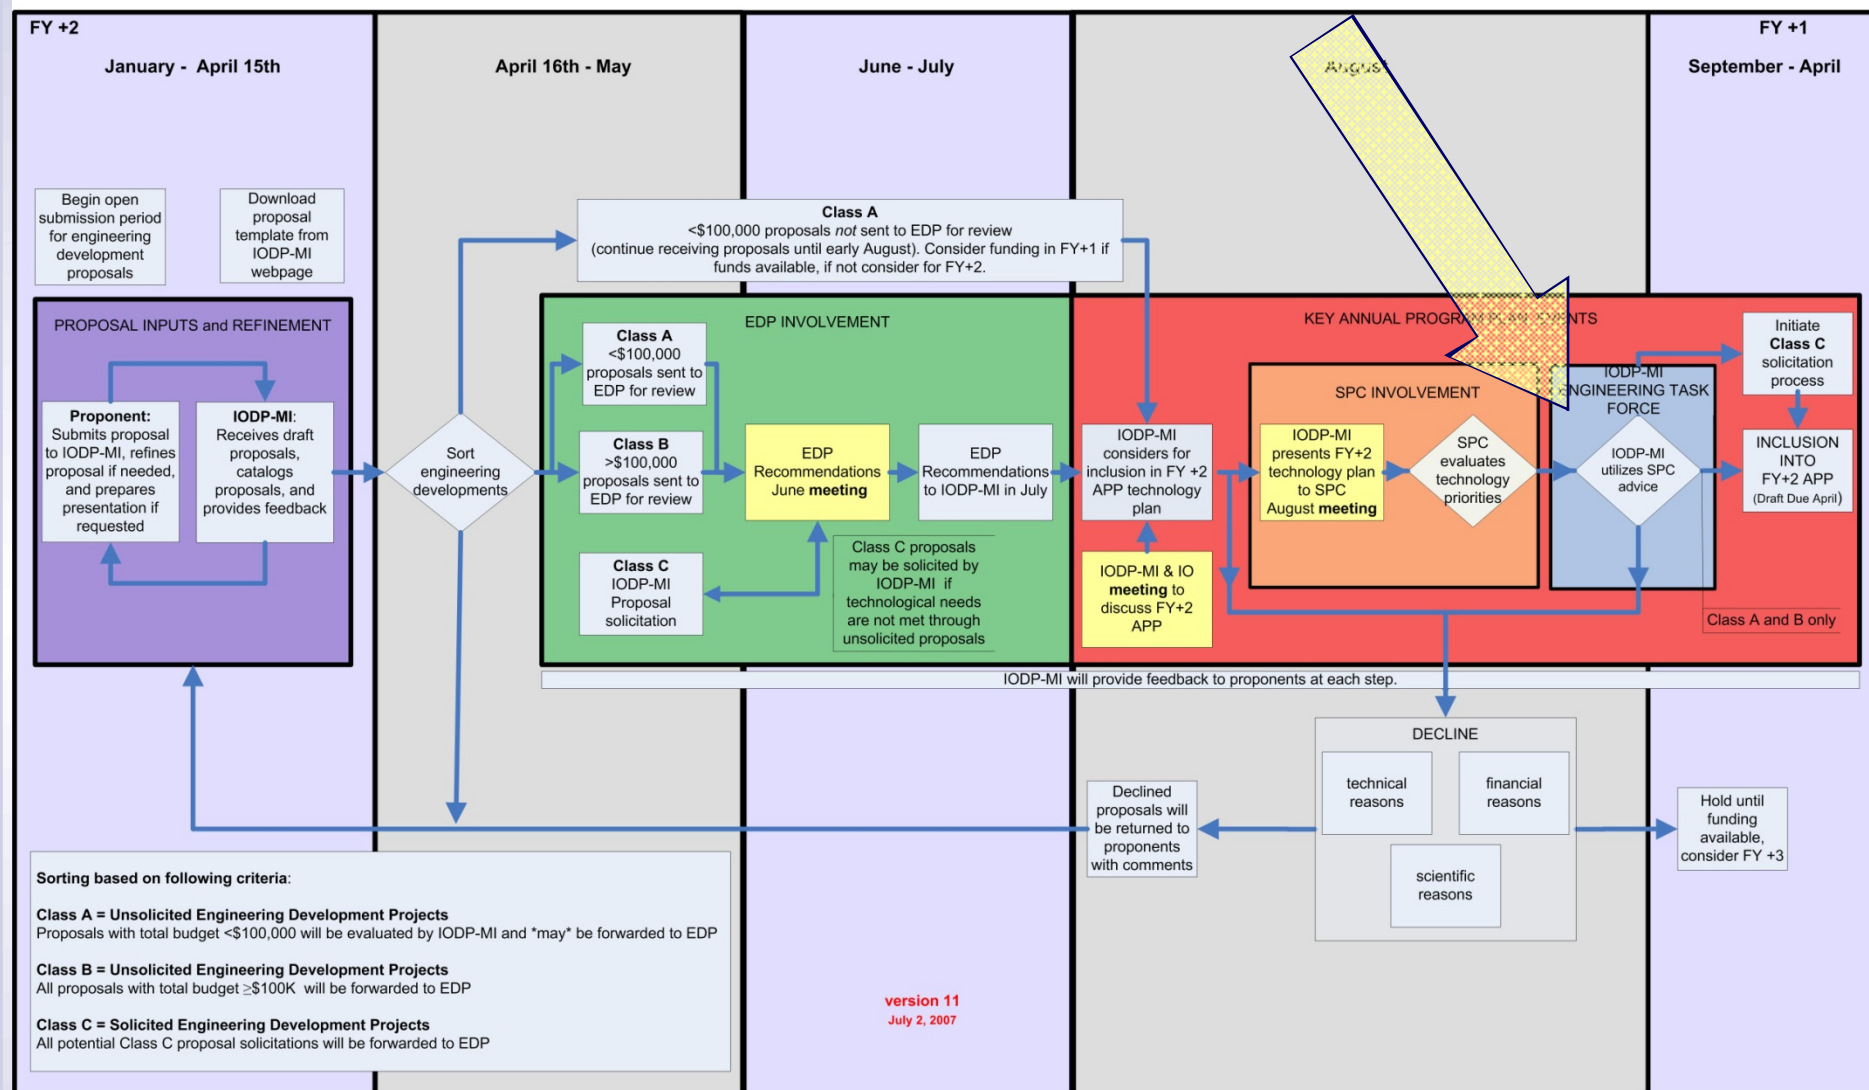 FY +2
FY +1
January - April 15th
April 16th - May
June - July
August
September - April
Begin open
submission period
for engineering
development
proposals
Download
proposal
template from
IODP-MI
webpage
Class A
<$100,000 proposals not sent to EDP for review
(continue receiving proposals until early August). Consider funding in FY+1 if
funds available, if not consider for FY+2.
PROPOSAL INPUTS and REFINEMENT
Proponent:
Submits proposal
to IODP-MI, refines
proposal if needed,
and prepares
presentation if
requested
IODP-MI:
Receives draft
proposals,
catalogs
proposals, and
provides feedback
Sort
engineering
developments
EDP INVOLVEMENT
Class A
<$100,000
proposals sent to
EDP for review
Class B
>$100,000
proposals sent to
EDP for review
Class C
IODP-MI
Proposal
solicitation
EDP
Recommendations
June meeting
EDP
Recommendations
to IODP-MI in July
Class C proposals
may be solicited by
IODP-MI if
technological needs
are not met through
unsolicited proposals
KEY ANNUAL PROGRAM PLAN EVENTS
IODP-MI
considers for
inclusion in FY +2
APP technology
plan
IODP-MI & IO
meeting to
discuss FY+2
APP
SPC INVOLVEMENT
IODP-MI
presents FY+2
technology plan
to SPC
August meeting
SPC
evaluates
technology
priorities
IODP-MI
ENGINEERING TASK
FORCE
IODP-MI
utilizes SPC
advice
Initiate
Class C
solicitation
process
INCLUSION
INTO
FY+2 APP
(Draft Due April)
Class A and B only
IODP-MI will provide feedback to proponents at each step.
DECLINE
technical
reasons
financial
reasons
scientific
reasons
Declined
proposals will
be returned to
proponents
with comments
Hold until
funding
available,
consider FY +3
Sorting based on following criteria:
Class A = Unsolicited Engineering Development Projects
Proposals with total budget <$100,000 will be evaluated by IODP-MI and *may* be forwarded to EDP
Class B = Unsolicited Engineering Development Projects
All proposals with total budget ≥$100K will be forwarded to EDP
Class C = Solicited Engineering Development Projects
All potential Class C proposal solicitations will be forwarded to EDP
version 11
July 2, 2007